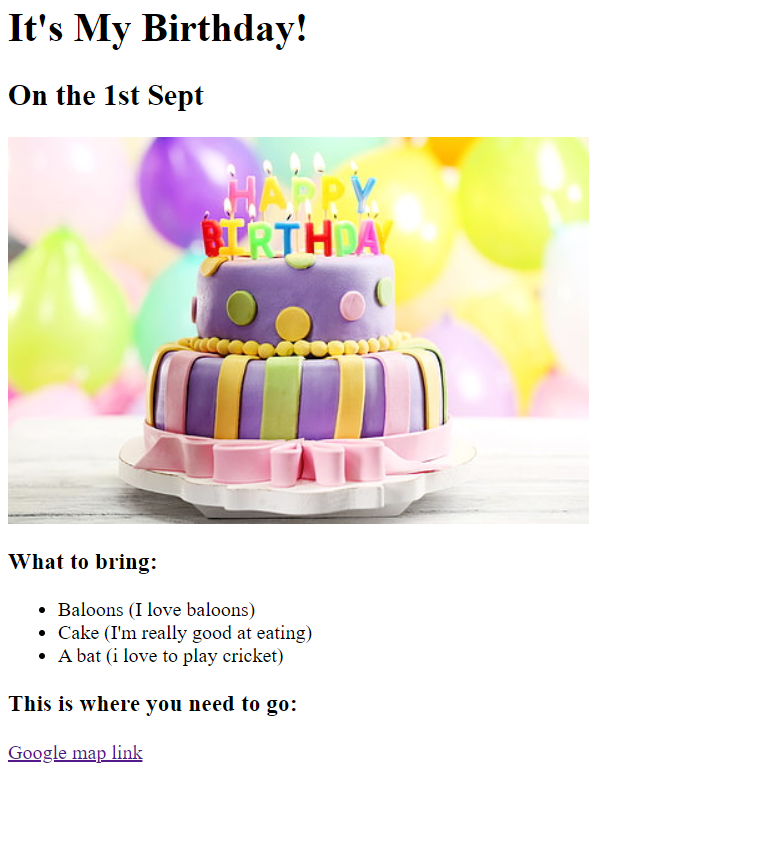 It's My Birthday!
On the 1st Sept
HAPPY
BIRTHDAY
What to bring:
Baloons (I love baloons)
Cake (I'm really good at eating)
A bat (i love to play cricket)
This is where you need to go:
Google map link